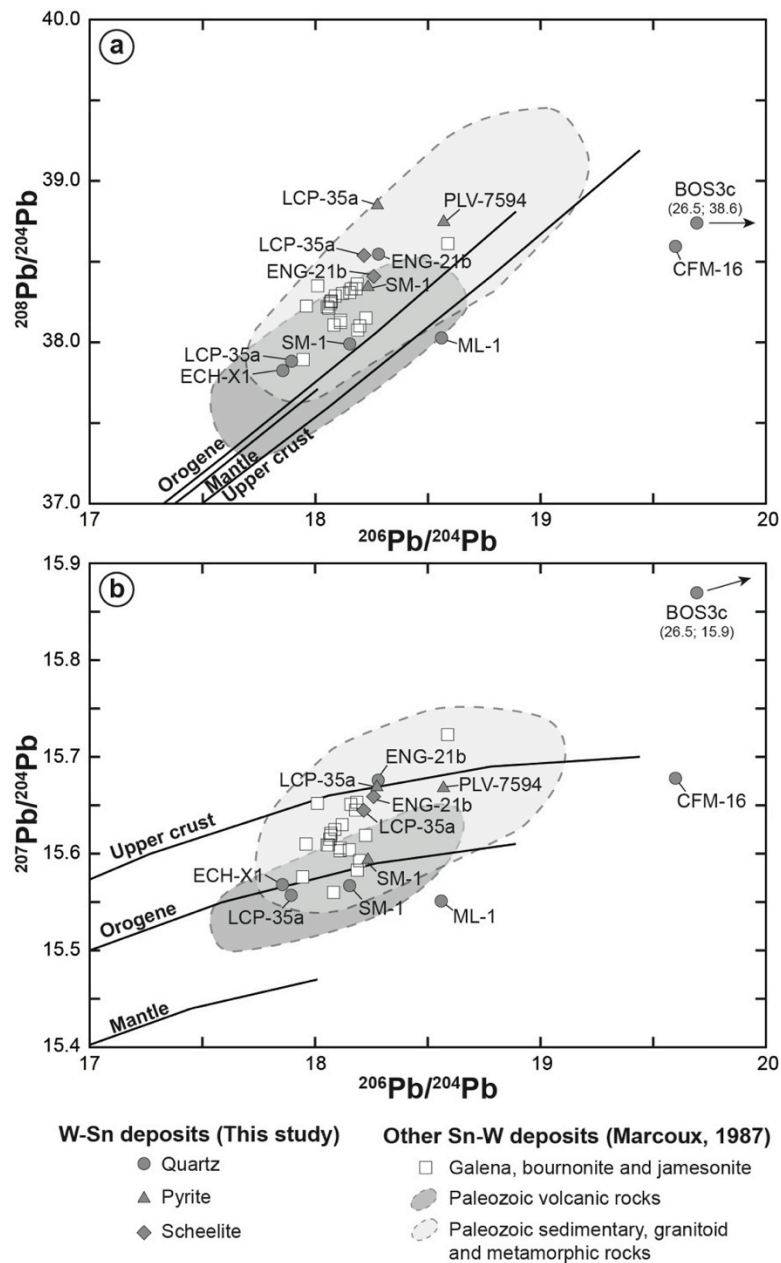 a
40.0
39.0
38.0
37.0
²⁰⁸Pb/²⁰⁴Pb
LCP-35a
PLV-7594
BOS3c
(26.5; 38.6)
LCP-35a
ENG-21b
ENG-21b
CFM-16
SM-1
SM-1
ML-1
LCP-35a
ECH-X1
Orogene
Mantle
Upper crust
17
18
19
20
²⁰⁶Pb/²⁰⁴Pb
b
15.9
15.8
15.7
15.6
15.5
15.4
²⁰⁷Pb/²⁰⁴Pb
BOS3c
(26.5; 15.9)
ENG-21b
LCP-35a
PLV-7594
ENG-21b
CFM-16
LCP-35a
Upper crust
ECH-X1
SM-1
LCP-35a
SM-1
ML-1
Orogene
Mantle
17
18
19
20
²⁰⁶Pb/²⁰⁴Pb
W-Sn deposits (This study)
Quartz
Pyrite
Scheelite
Other Sn-W deposits (Marcoux, 1987)
Galena, bournonite and jamesonite
Paleozoic volcanic rocks
Paleozoic sedimentary, granitoid
and metamorphic rocks